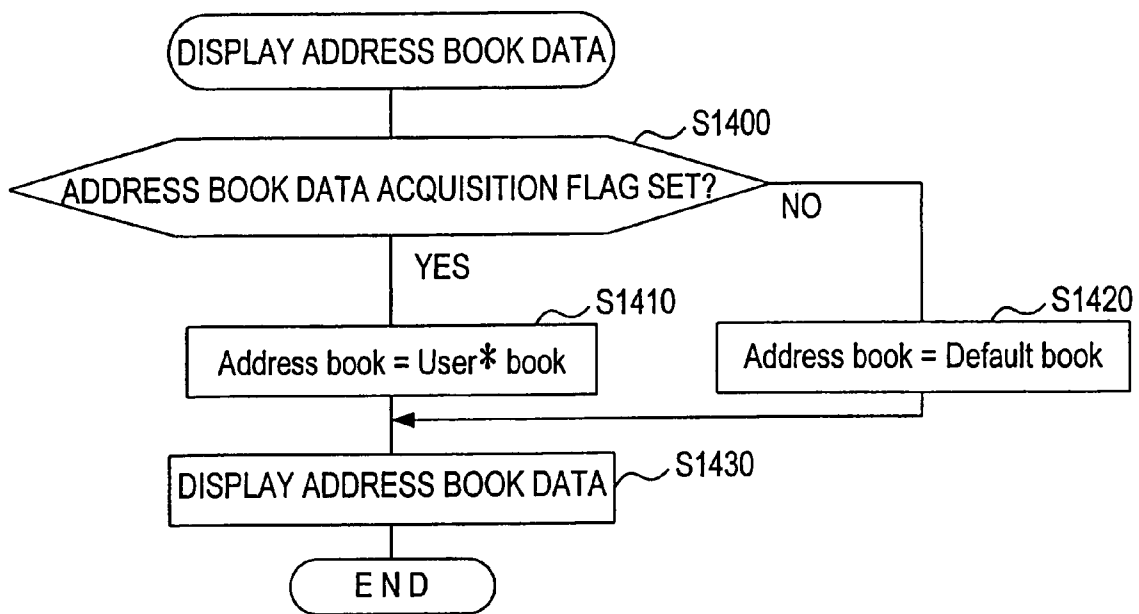 DISPLAY ADDRESS BOOK DATA
S1400
ADDRESS BOOK DATA ACQUISITION FLAG SET?
NO
YES
S1410
S1420
Address book = User* book
Address book = Default book
S1430
DISPLAY ADDRESS BOOK DATA
END